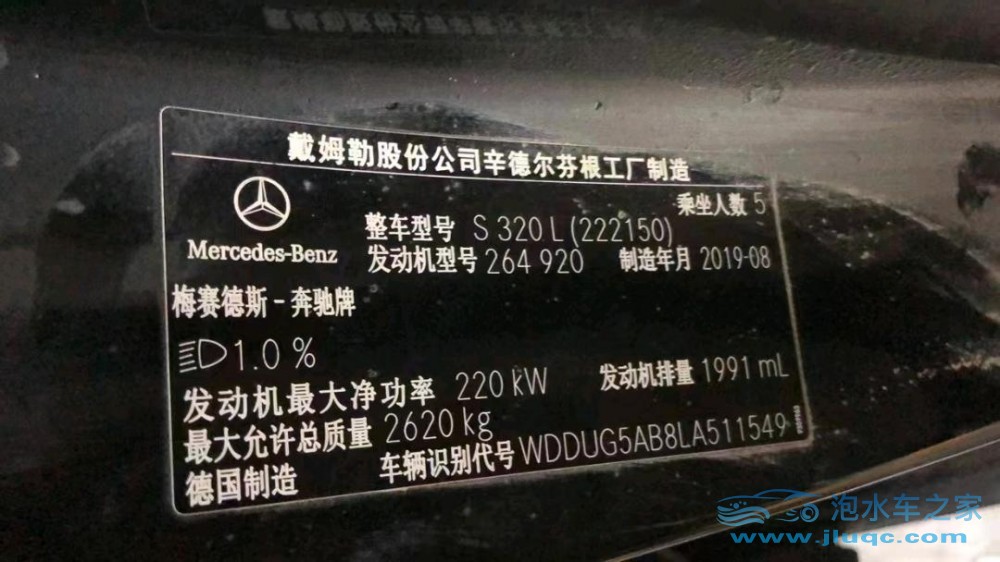 戴姆勒股份公司辛德尔芬根工厂制造
乘坐人数 5
Mercedes-Benz
整车型号 S 320 L (222150)
发动机型号 264 920 制造年月 2019-08
梅赛德斯-奔驰牌
1.0 %
发动机最大净功率 220 kW 发动机排量 1991 mL
最大允许总质量 2620 kg
德国制造 车辆识别代号 WDDUG5AB8LA511549
泡水车之家
www.jluqc.com